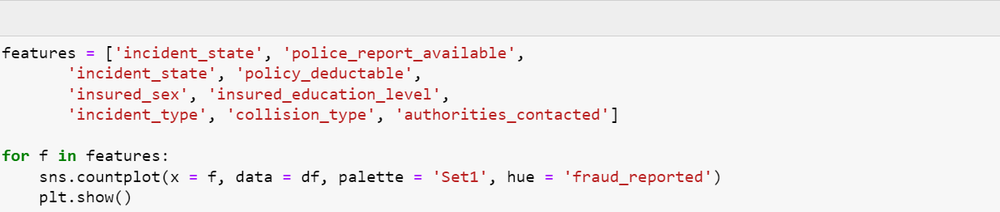 features = ['incident_state', 'police_report_available',
       'incident_state', 'policy_deductable',
       'insured_sex', 'insured_education_level',
       'incident_type', 'collision_type', 'authorities_contacted']

for f in features:
    sns.countplot(x = f, data = df, palette = 'Set1', hue = 'fraud_reported')
    plt.show()